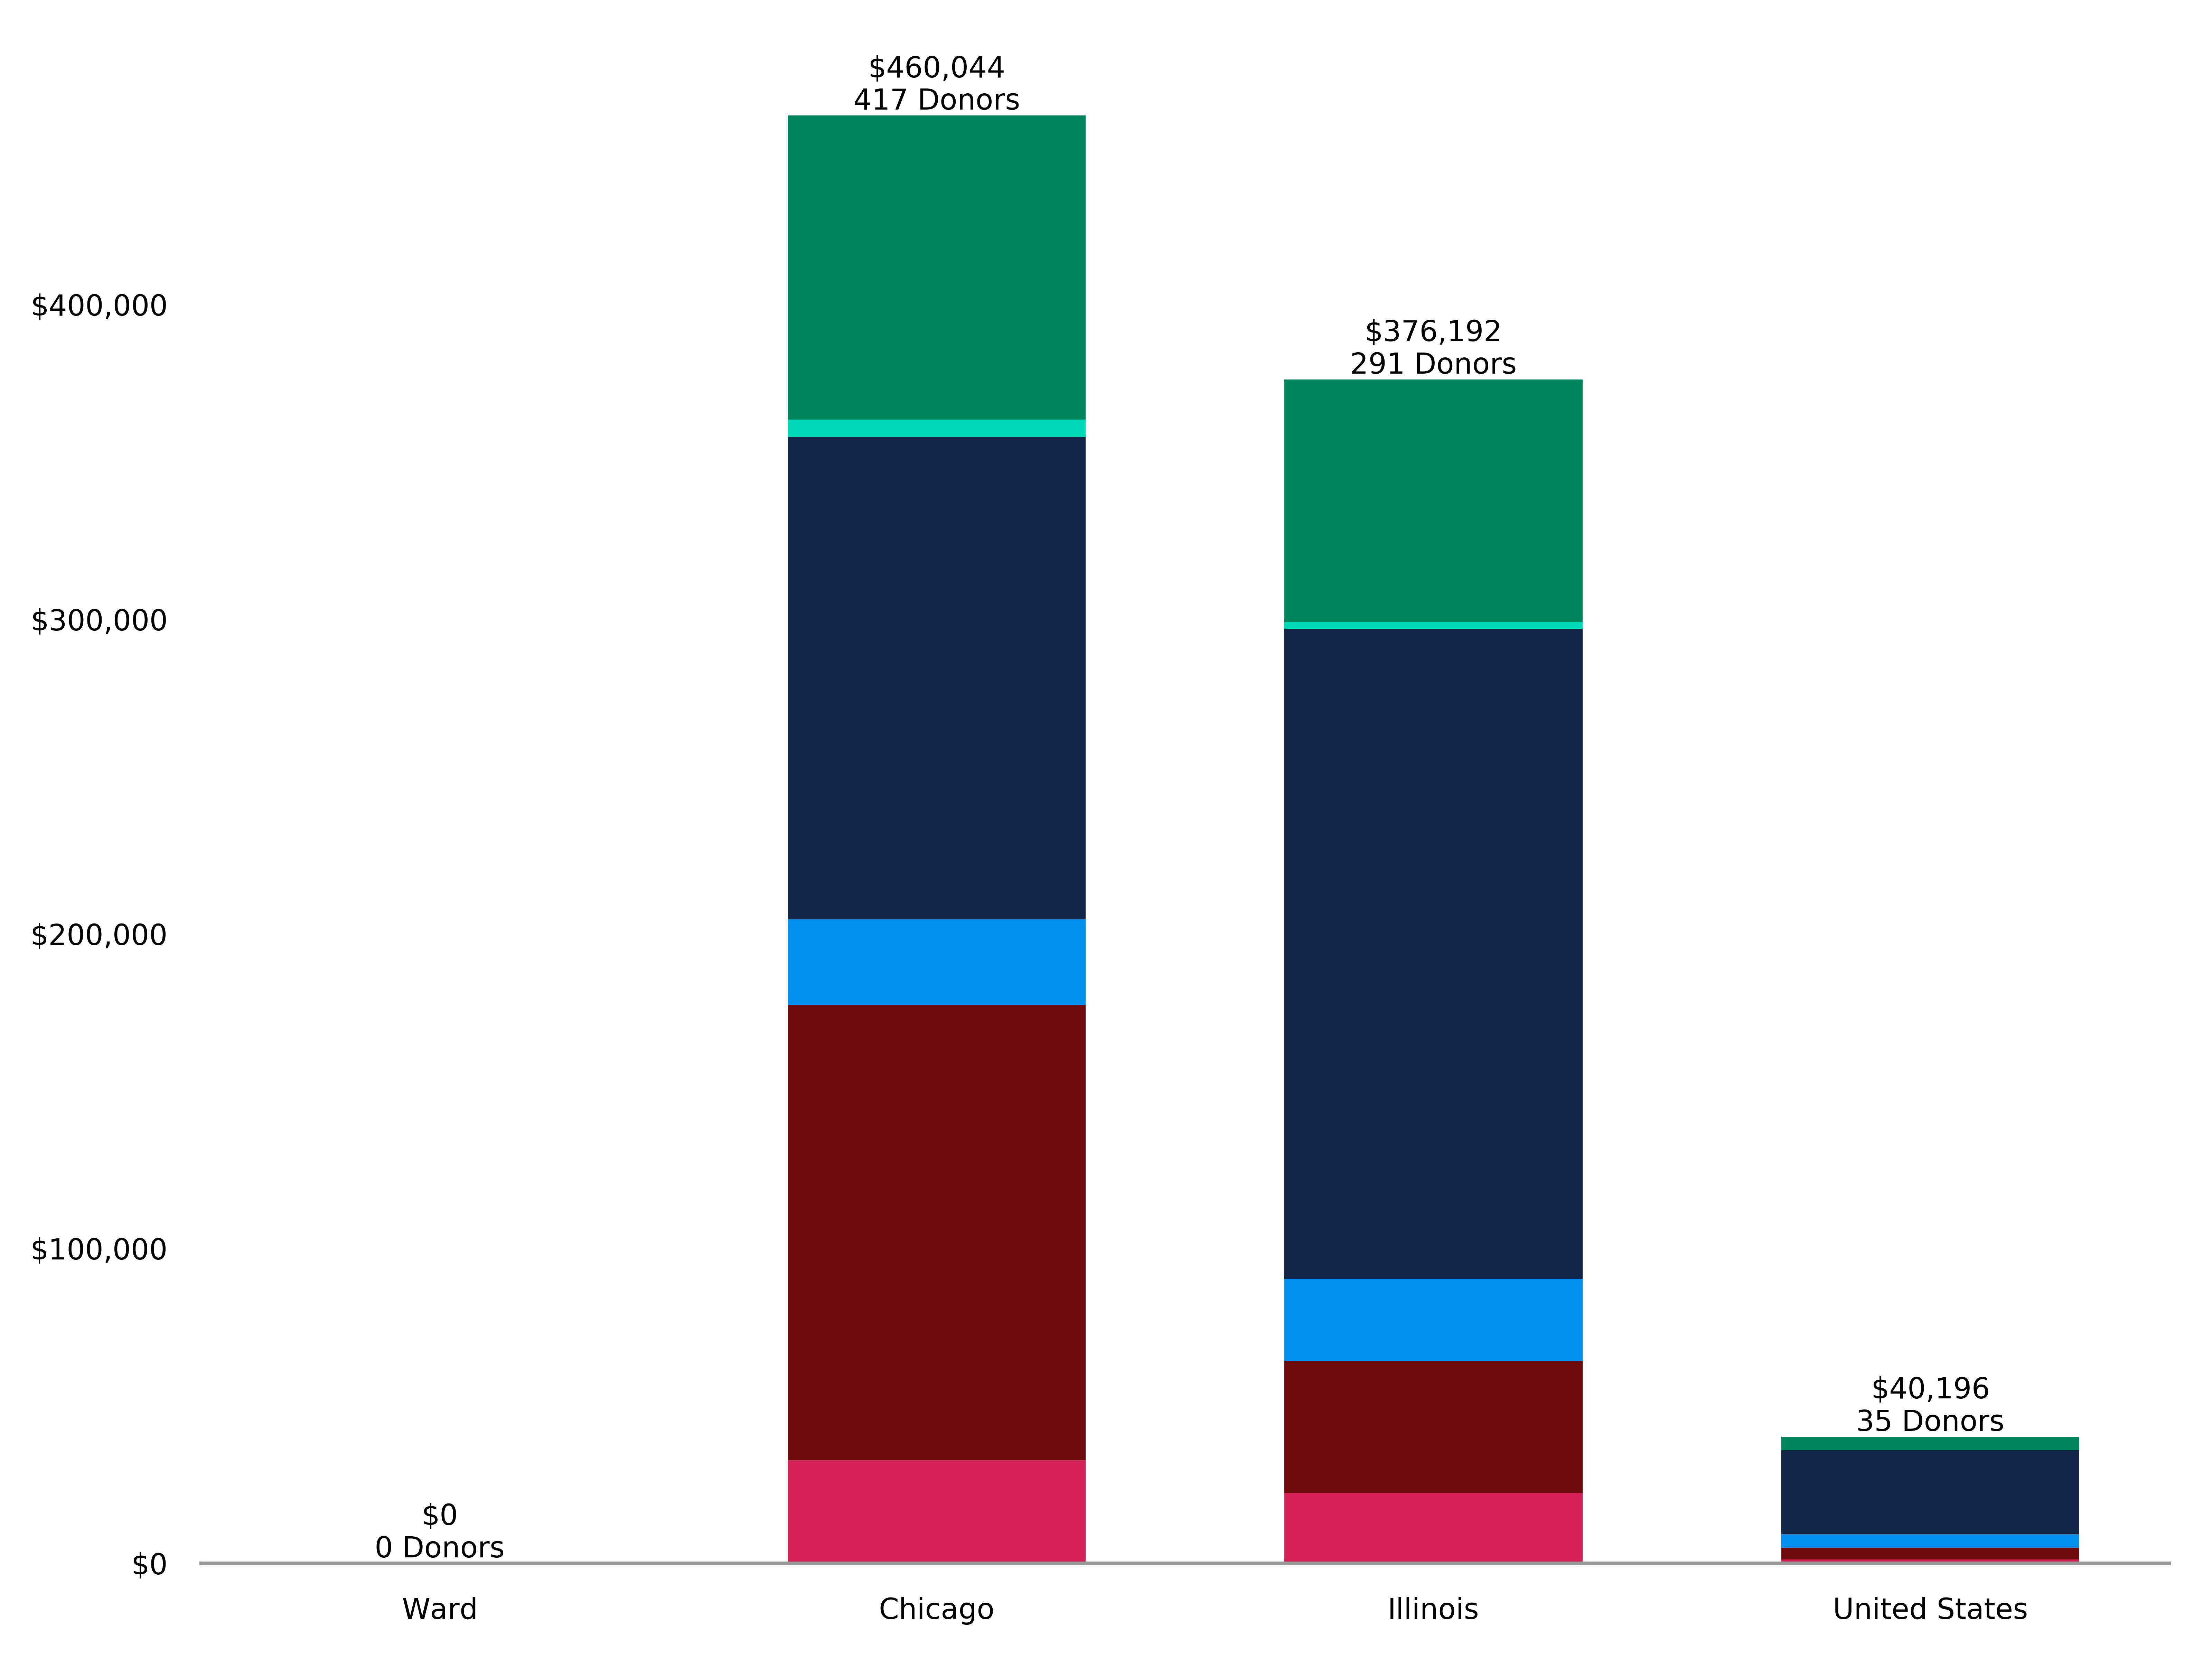 $460,044
417 Donors
$400,000
$376,192
291 Donors
$300,000
$200,000
$100,000
$40,196
35 Donors
$0
0 Donors
$0
Ward
Chicago
Illinois
United States